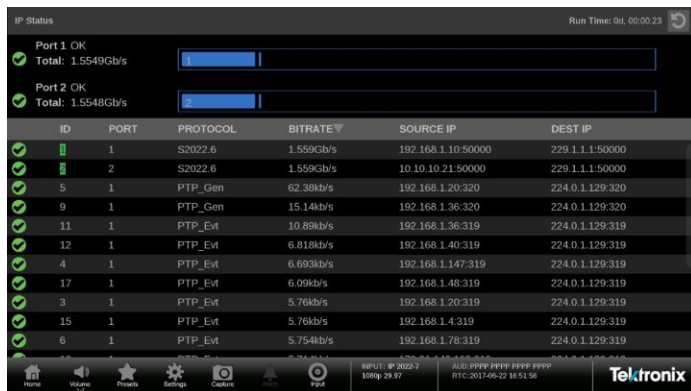 IP Status
Run Time: 0d, 00:00:23
Port 1 OK
Total: 1.5549Gb/s
1
Port 2 OK
Total: 1.5548Gb/s
2
ID PORT PROTOCOL BITRATE SOURCE IP DEST IP
1 1 S2022.6 1.559Gb/s 192.168.1.10:50000 229.1.1.1:50000
2 2 S2022.6 1.559Gb/s 10.10.10.21:50000 229.1.1.1:50000
5 1 PTP_Gen 62.38kb/s 192.168.1.20:320 224.0.1.129:320
9 1 PTP_Gen 15.14kb/s 192.168.1.36:320 224.0.1.129:320
11 1 PTP_Evt 10.89kb/s 192.168.1.36:319 224.0.1.129:319
12 1 PTP_Evt 6.818kb/s 192.168.1.40:319 224.0.1.129:319
4 1 PTP_Evt 6.693kb/s 192.168.1.147:319 224.0.1.129:319
17 1 PTP_Evt 6.09kb/s 192.168.1.48:319 224.0.1.129:319
3 1 PTP_Evt 5.76kb/s 192.168.1.20:319 224.0.1.129:319
15 1 PTP_Evt 5.76kb/s 192.168.1.4:319 224.0.1.129:319
6 1 PTP_Evt 5.754kb/s 192.168.1.78:319 224.0.1.129:319
Home Volume Presets Settings Capture Alarm Input
INPUT: IP 2022-7
1080p 29.97
AUD:PPPP PPPP PPPP PPPP
RTC:2017-06-22 16:51:56
Tektronix